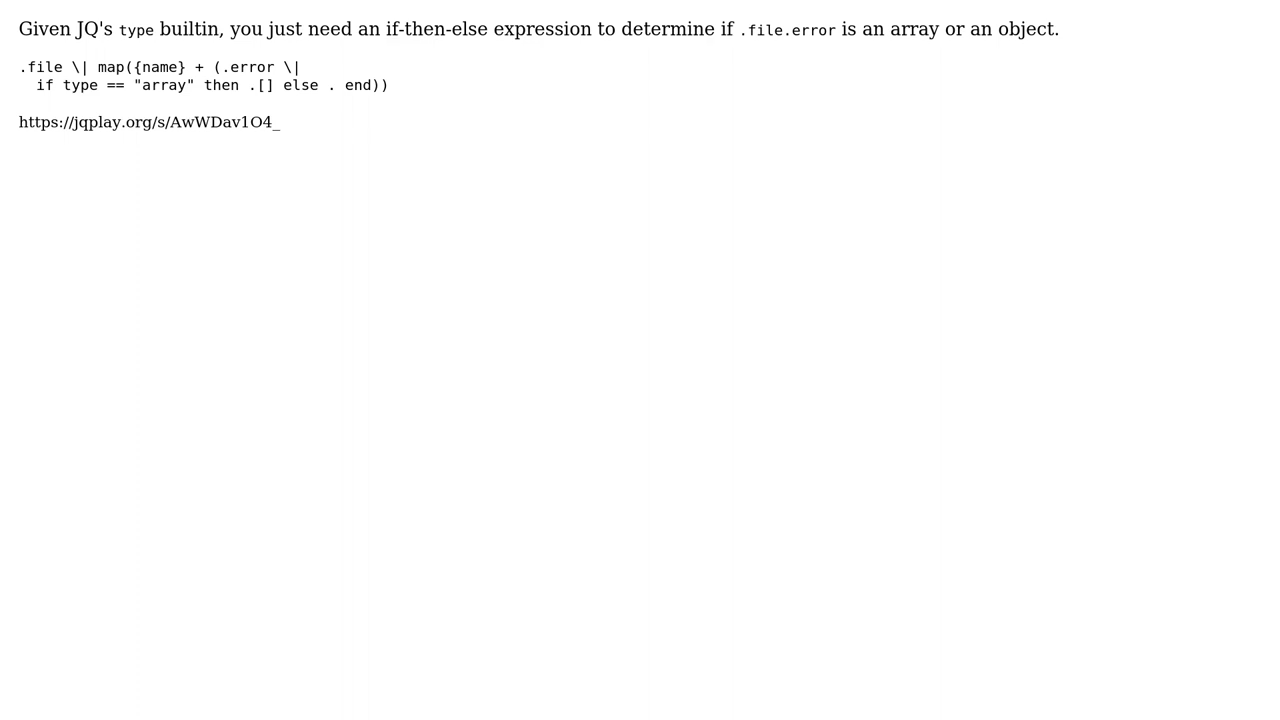 Given JQ's type builtin, you just need an if-then-else expression to determine if .file.error is an array or an object.
.file \| map({name} + (.error \|
  if type == "array" then .[] else . end))
https://jqplay.org/s/AwWDav1O4_